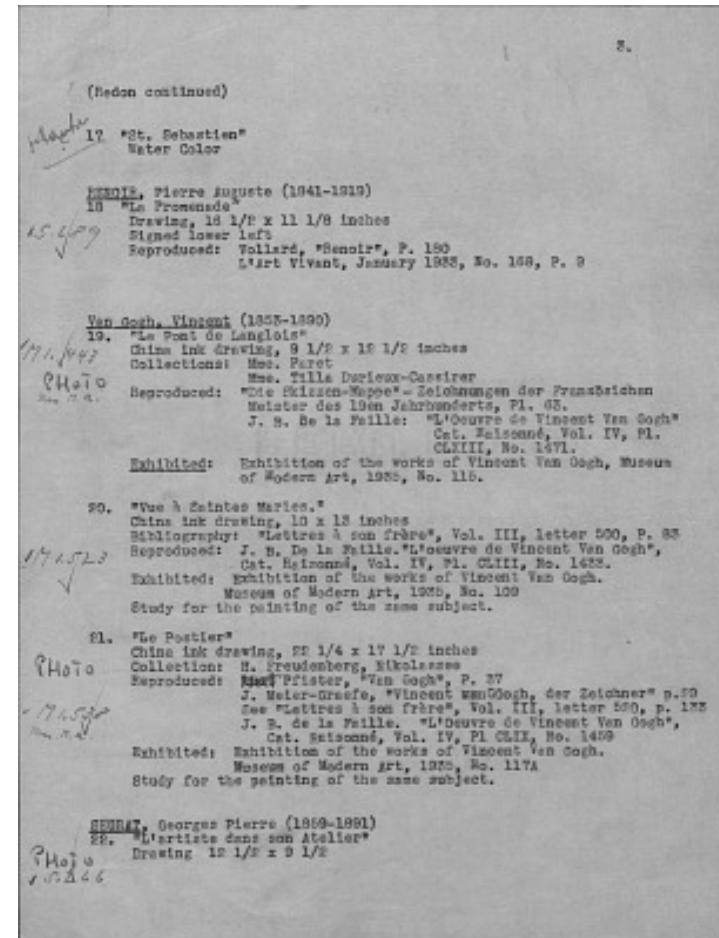 3.
(Redon continued)
17 "St. Sebastien"
Water Color
RENOIR, Pierre Auguste (1841-1919)
18 "La Promenade"
Drawing, 16 1/2 x 11 1/8 inches
Signed lower left
Reproduced: Vollard, "Renoir", P. 180
L'Art Vivant, January 1933, No. 168, P. 9
Van Gogh, Vincent (1853-1890)
19. "Le Pont de Langlois"
China ink drawing, 9 1/2 x 12 1/2 inches
Collections: Mme. Paret
Mme. Tilla Durieux-Cassirer
PHOTO
Reproduced: "Die Skizzen-Mappe" - Zeichnungen der Französichen
Meister des 19en Jahrhunderts, Pl. 63.
J. B. De la Faille: "L'Oeuvre de Vincent Van Gogh"
Cat. Raisonné, Vol. IV, Pl.
CLXIII, No. 1471.
Exhibited: Exhibition of the works of Vincent Van Gogh, Museum
of Modern Art, 1935, No. 115.
20. "Vue à Saintes Maries."
China ink drawing, 10 x 13 inches
Bibliography: "Lettres à son frère", Vol. III, letter 500, P. 83
Reproduced: J. B. De la Faille. "L'oeuvre de Vincent Van Gogh",
Cat. Raisonné, Vol. IV, Pl. CLIII, No. 1435.
Exhibited: Exhibition of the works of Vincent Van Gogh.
Museum of Modern Art, 1935, No. 109
Study for the painting of the same subject.
21. "Le Postier"
China ink drawing, 22 1/4 x 17 1/2 inches
PHOTO
Collection: H. Freudenberg, Nikolassee
Reproduced: Pfister, "Van Gogh", P. 37
J. Meier-Graefe, "Vincent van Gogh, der Zeichner" p.20
See "Lettres à son frère", Vol. III, letter 520, p. 133
J. B. de la Faille. "L'Oeuvre de Vincent Van Gogh",
Cat. Raisonné, Vol. IV, Pl CLIX, No. 1459
Exhibited: Exhibition of the works of Vincent Van Gogh.
Museum of Modern Art, 1935, No. 117A
Study for the painting of the same subject.
SEURAT, Georges Pierre (1859-1891)
22. "L'artiste dans son Atelier"
Drawing 12 1/2 x 9 1/2
PHOTO